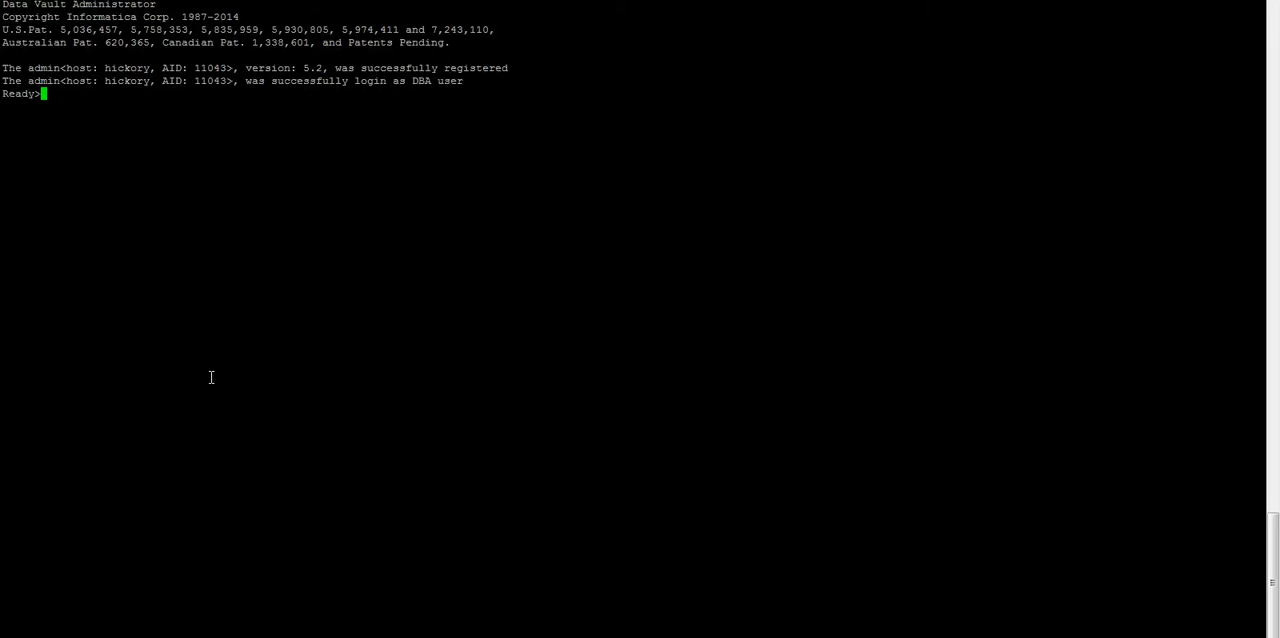 Data Vault Administrator
Copyright Informatica Corp. 1987-2014
U.S.Pat. 5,036,457, 5,758,353, 5,835,959, 5,930,805, 5,974,411 and 7,243,110,
Australian Pat. 620,365, Canadian Pat. 1,338,601, and Patents Pending.
The admin<host: hickory, AID: 11043>, version: 5.2, was successfully registered
The admin<host: hickory, AID: 11043>, was successfully login as DBA user
Ready>